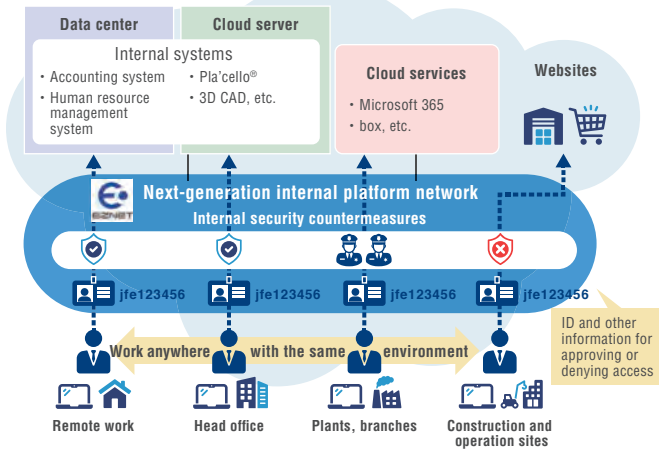 Data center
Cloud server
Internal systems
• Accounting system
• Human resource
management
system
• Pla'cello®
• 3D CAD, etc.
Cloud services
• Microsoft 365
• box, etc.
Websites
EZNET
Next-generation internal platform network
Internal security countermeasures
jfe123456
jfe123456
jfe123456
jfe123456
ID and other
information for
approving or
denying access
Work anywhere with the same environment
Remote work
Head office
Plants, branches
Construction and
operation sites